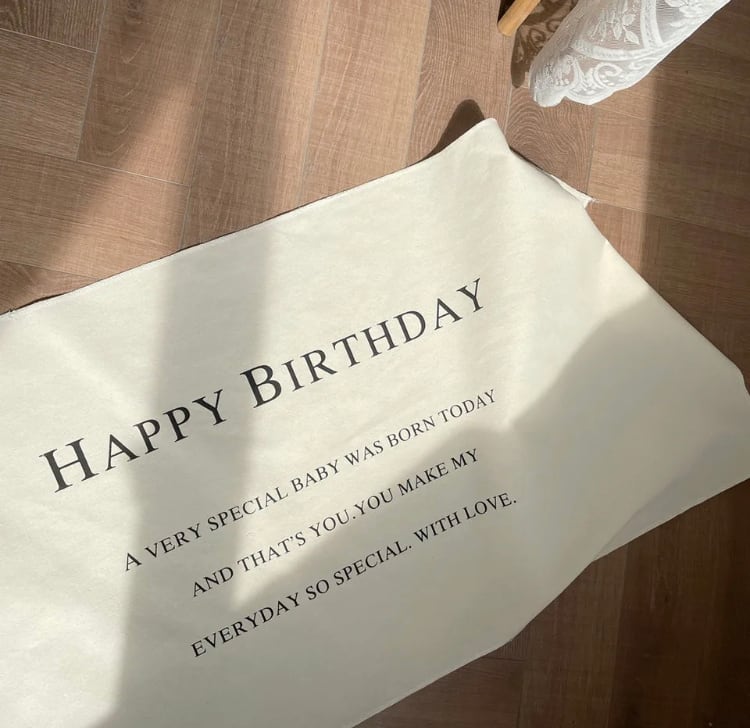 HAPPY BIRTHDAY
A VERY SPECIAL BABY WAS BORN TODAY
AND THAT'S YOU.YOU MAKE MY
EVERYDAY SO SPECIAL. WITH LOVE.